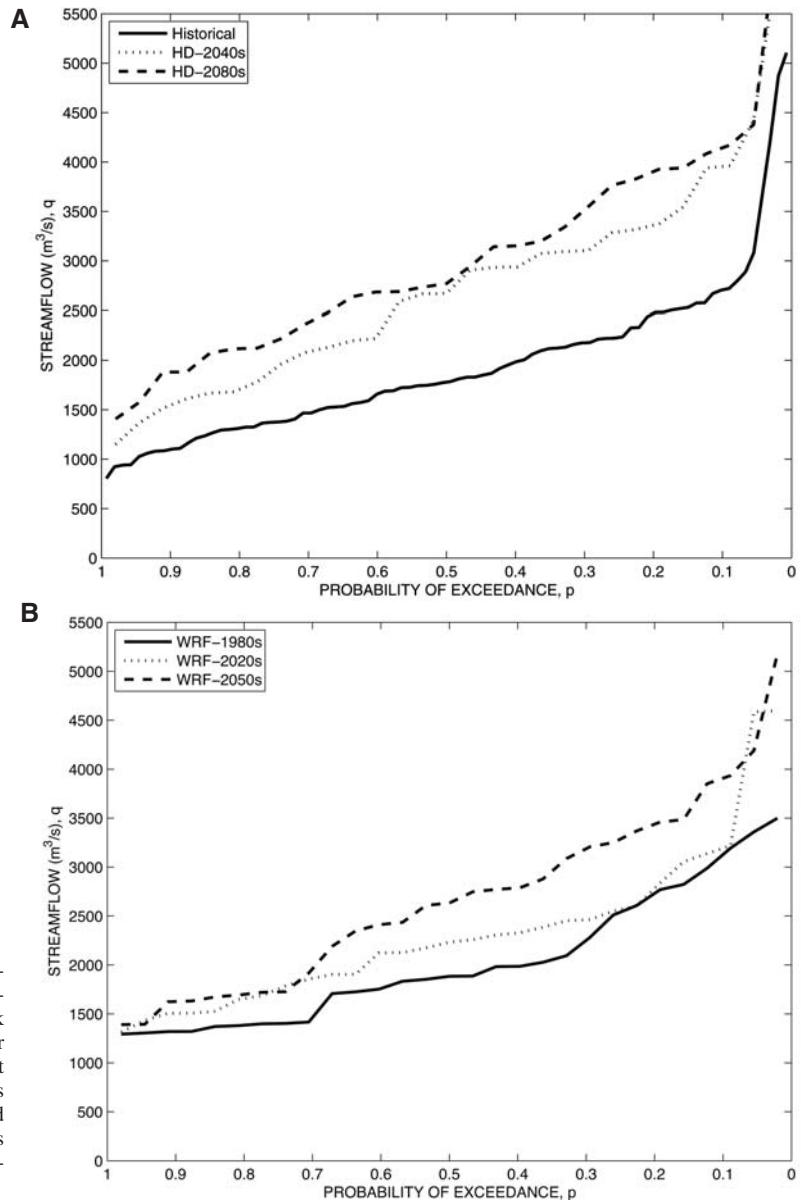 A
Historical
HD–2040s
HD–2080s
5500
5000
4500
4000
3500
3000
2500
2000
1500
1000
500
0
STREAMFLOW (m³/s), q
1 0.9 0.8 0.7 0.6 0.5 0.4 0.3 0.2 0.1 0
PROBABILITY OF EXCEEDANCE, p
B
WRF–1980s
WRF–2020s
WRF–2050s
5500
5000
4500
4000
3500
3000
2500
2000
1500
1000
500
0
STREAMFLOW (m³/s), q
1 0.9 0.8 0.7 0.6 0.5 0.4 0.3 0.2 0.1 0
PROBABILITY OF EXCEEDANCE, p